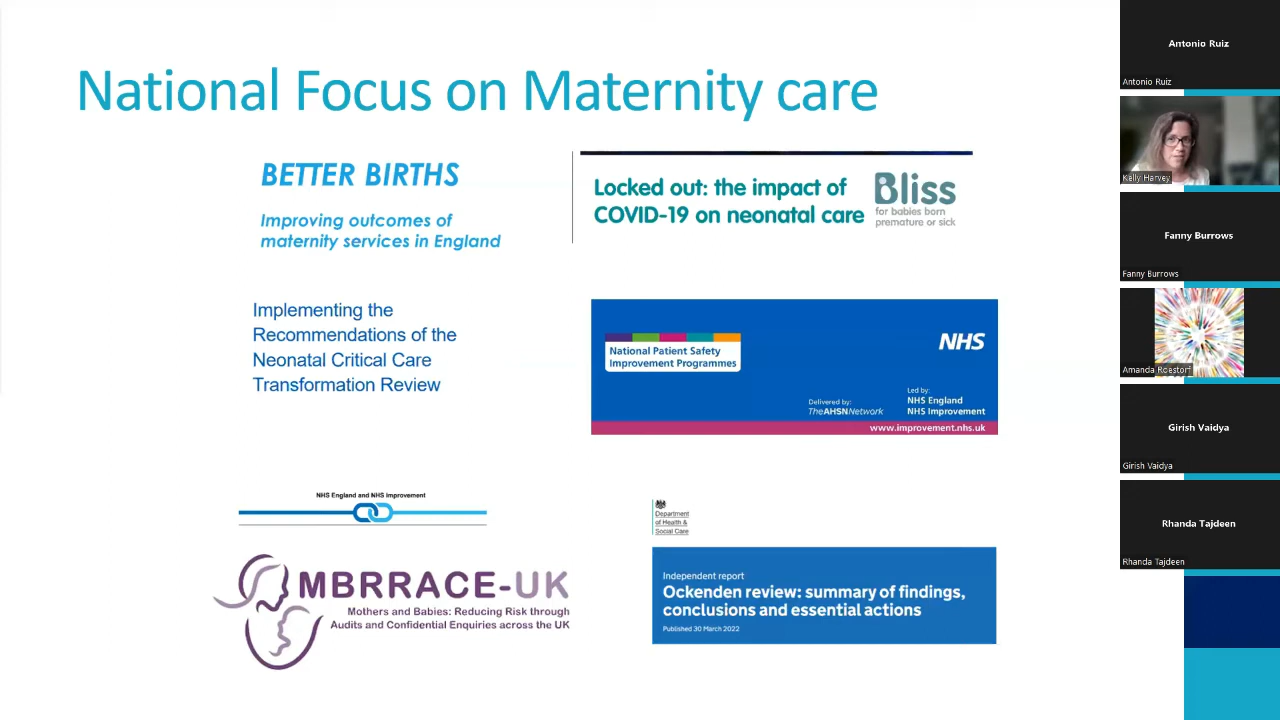 National Focus on Maternity care
BETTER BIRTHS
Improving outcomes of
maternity services in England
Locked out: the impact of
COVID-19 on neonatal care
Bliss
for babies born
premature or sick
Implementing the
Recommendations of the
Neonatal Critical Care
Transformation Review
National Patient Safety
Improvement Programmes
NHS
Delivered by:
TheAHSNNetwork
Led by:
NHS England
NHS Improvement
www.improvement.nhs.uk
NHS England and NHS Improvement
MBRRACE-UK
Mothers and Babies: Reducing Risk through
Audits and Confidential Enquiries across the UK
Department
of Health &
Social Care
Independent report
Ockenden review: summary of findings,
conclusions and essential actions
Published 30 March 2022
Antonio Ruiz
Antonio Ruiz
Kelly Harvey
Fanny Burrows
Fanny Burrows
Amanda Roestorf
Girish Vaidya
Girish Vaidya
Rhanda Tajdeen
Rhanda Tajdeen